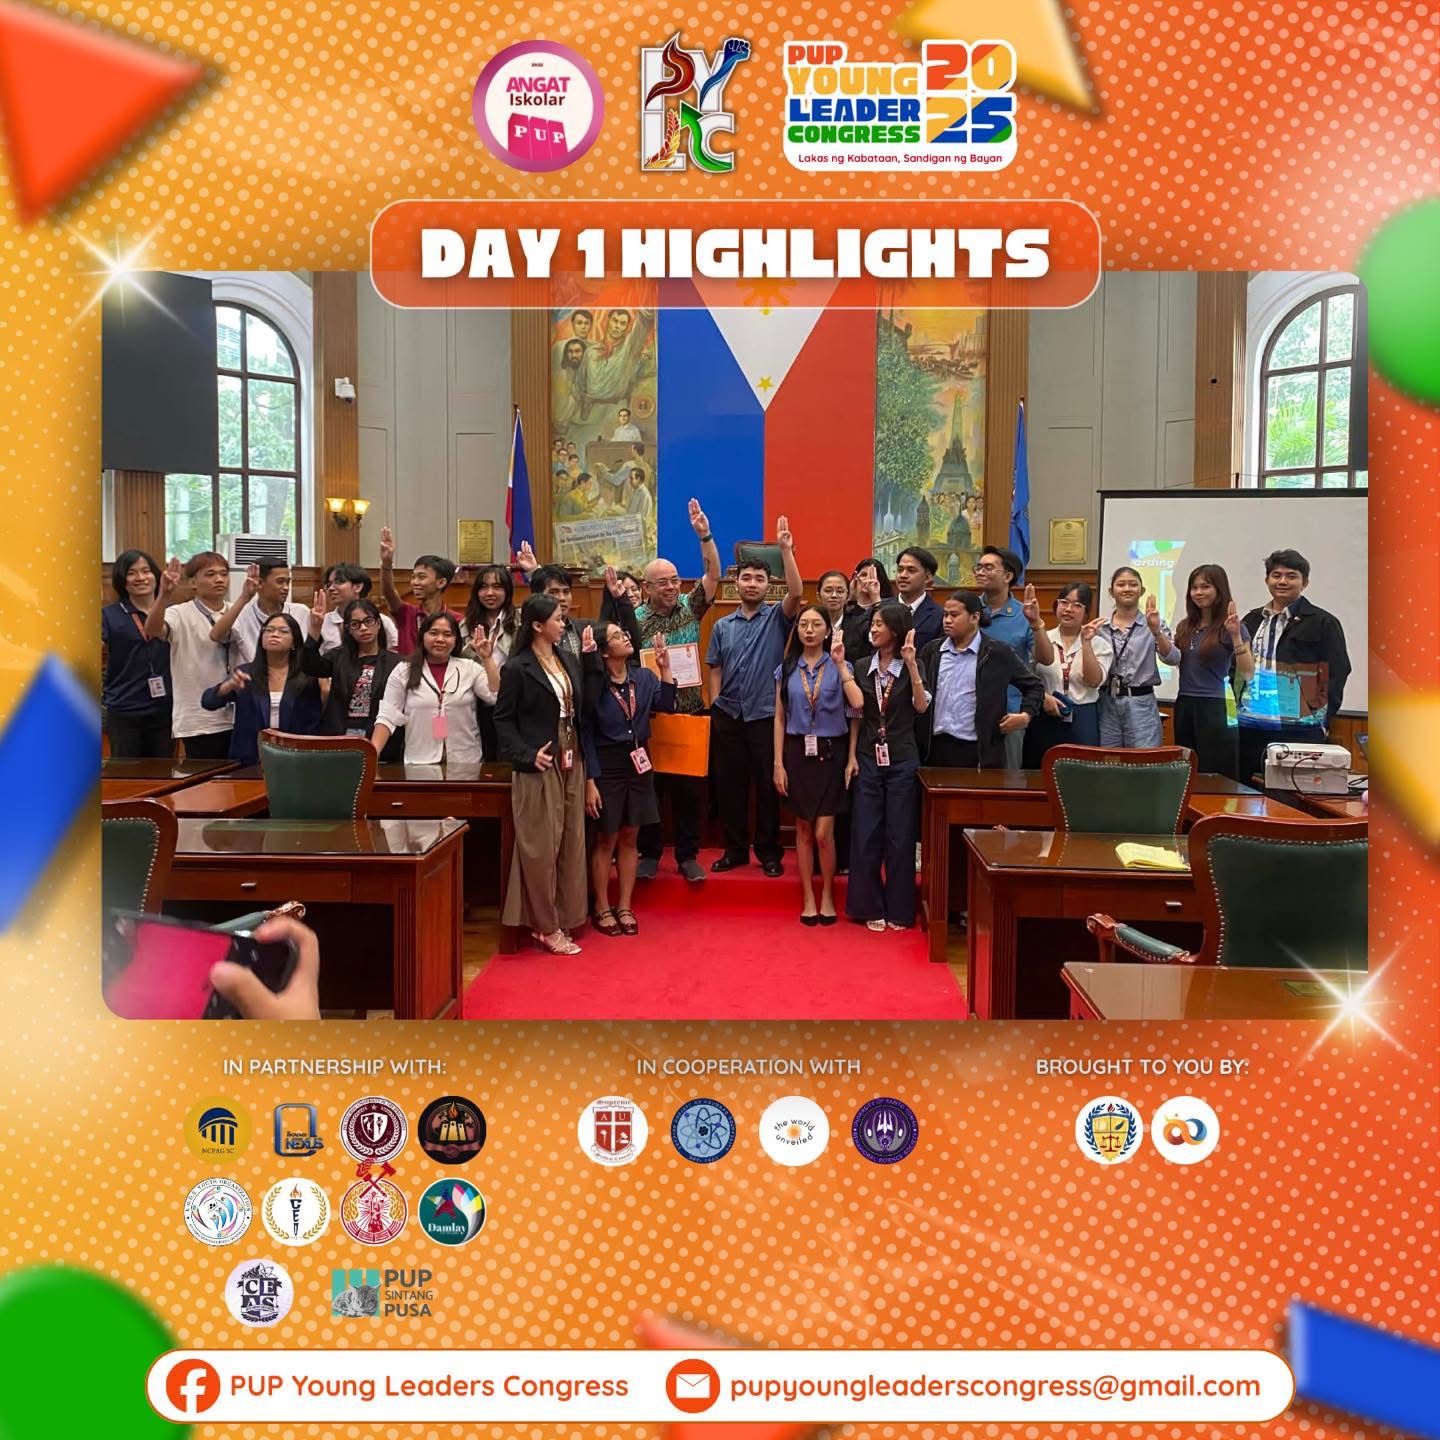 ANGAT
Iskolar
PUP
PYLC
PUP
YOUNG
LEADER
CONGRESS
2025
Lakas ng Kabataan, Sandigan ng Bayan
DAY 1 HIGHLIGHTS
IN PARTNERSHIP WITH:
NCPAG-SC
NEXUS
Damlay
CEAS
PUP
SINTANG
PUSA
IN COOPERATION WITH
AU
the world
unveiled
BROUGHT TO YOU BY:
PUP Young Leaders Congress
pupyoungleaderscongress@gmail.com